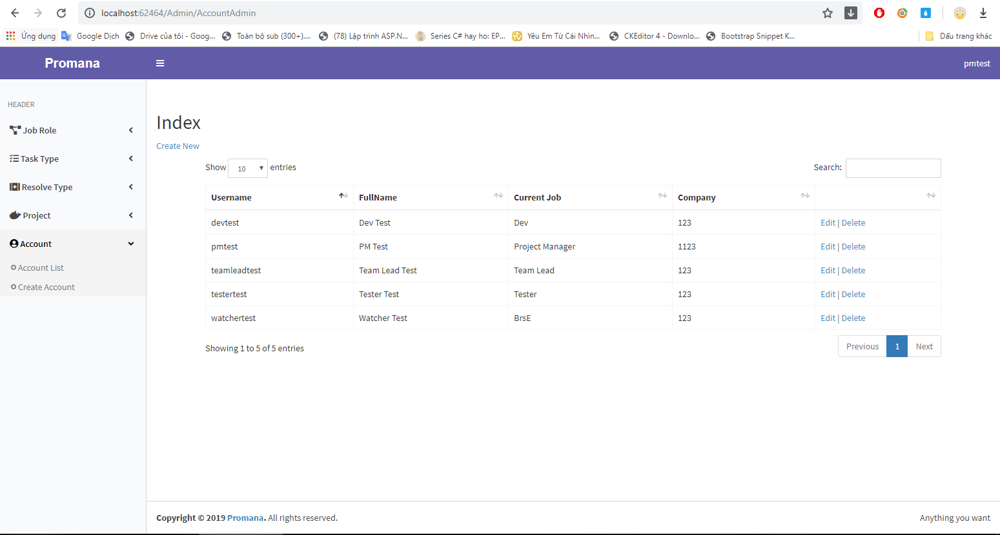 localhost:62464/Admin/AccountAdmin
Ứng dụng Google Dịch Drive của tôi - Goog... Toàn bộ sub (300+).... (78) Lập trình ASP.N... Series C# hay ho: EP... Yêu Em Từ Cái Nhìn... CKEditor 4 - Downlo... Bootstrap Snippet K... Dấu trang khác
Promana pmtest
HEADER
Job Role
Task Type
Resolve Type
Project
Account
Account List
Create Account
Index
Create New
Show 10 entries Search:
Username FullName Current Job Company
devtest Dev Test Dev 123 Edit | Delete
pmtest PM Test Project Manager 1123 Edit | Delete
teamleadtest Team Lead Test Team Lead 123 Edit | Delete
testertest Tester Test Tester 123 Edit | Delete
watchertest Watcher Test BrsE 123 Edit | Delete
Showing 1 to 5 of 5 entries Previous 1 Next
Copyright © 2019 Promana. All rights reserved. Anything you want